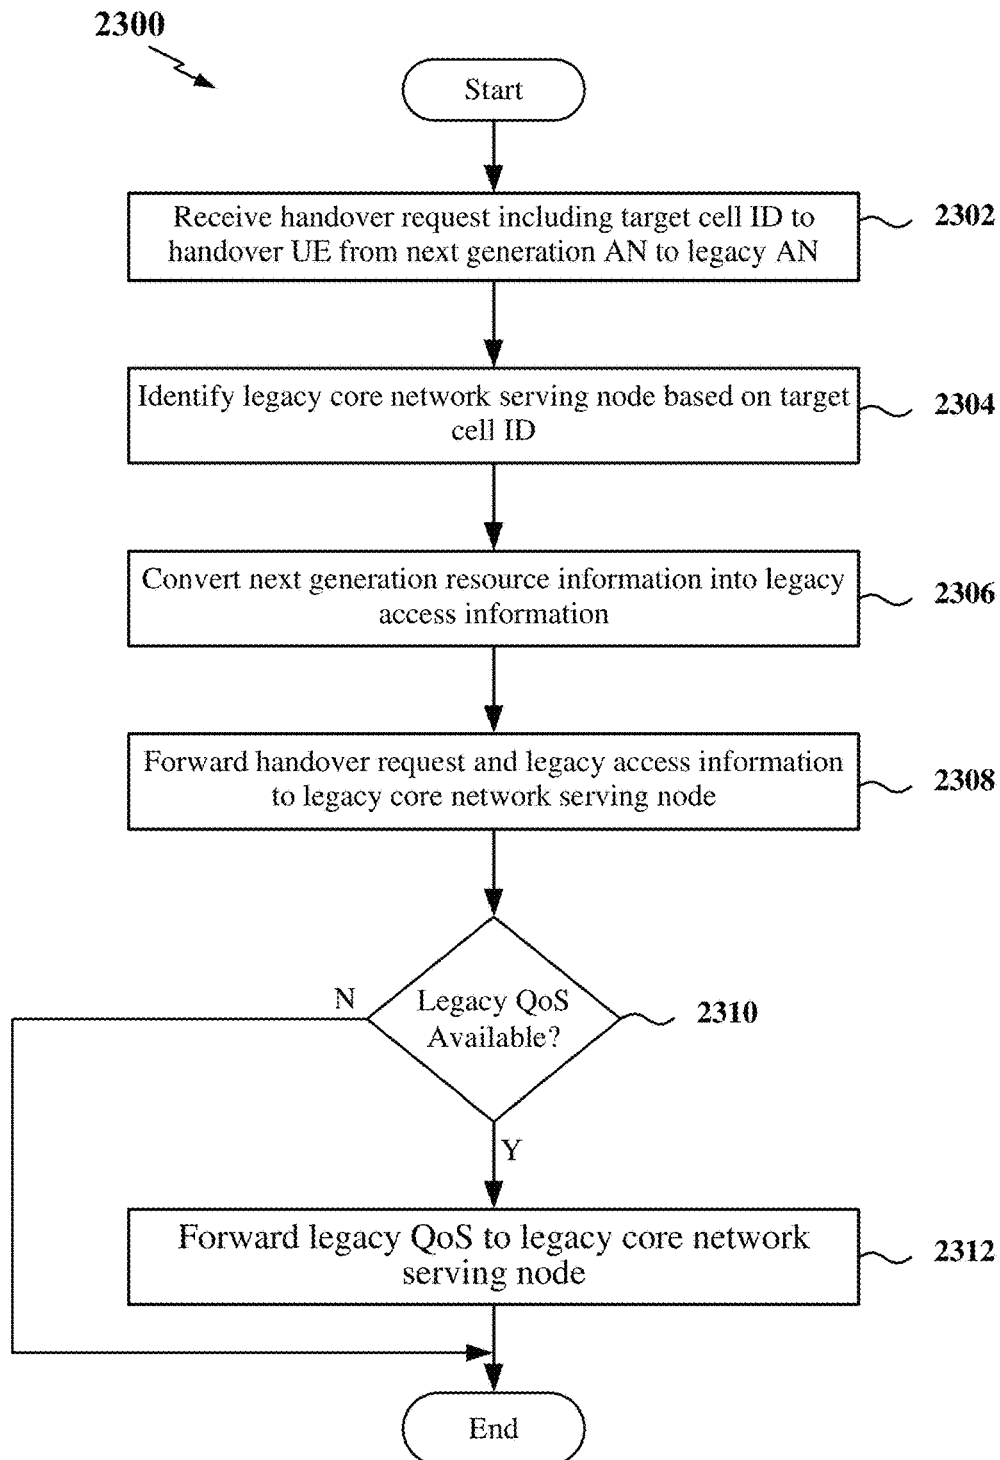 2300
Start
Receive handover request including target cell ID to
handover UE from next generation AN to legacy AN
2302
Identify legacy core network serving node based on target
cell ID
2304
Convert next generation resource information into legacy
access information
2306
Forward handover request and legacy access information
to legacy core network serving node
2308
N
Legacy QoS
Available?
2310
Y
Forward legacy QoS to legacy core network
serving node
2312
End